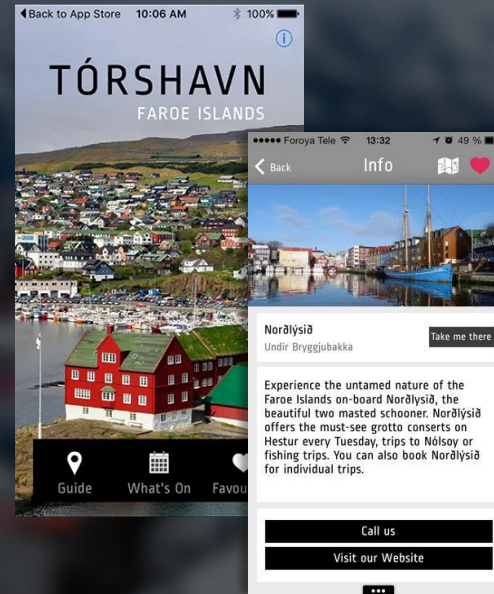 Back to App Store 10:06 AM 100%
TÓRSHAVN
FAROE ISLANDS
Guide What's On Favou
Foroya Tele 13:32 49 %
Back Info
Norðlýsið
Undir Bryggjubakka
Take me there
Experience the untamed nature of the
Faroe Islands on-board Norðlysið, the
beautiful two masted schooner. Norðlýsið
offers the must-see grotto conserts on
Hestur every Tuesday, trips to Nólsoy or
fishing trips. You can also book Norðlýsið
for individual trips.
Call us
Visit our Website